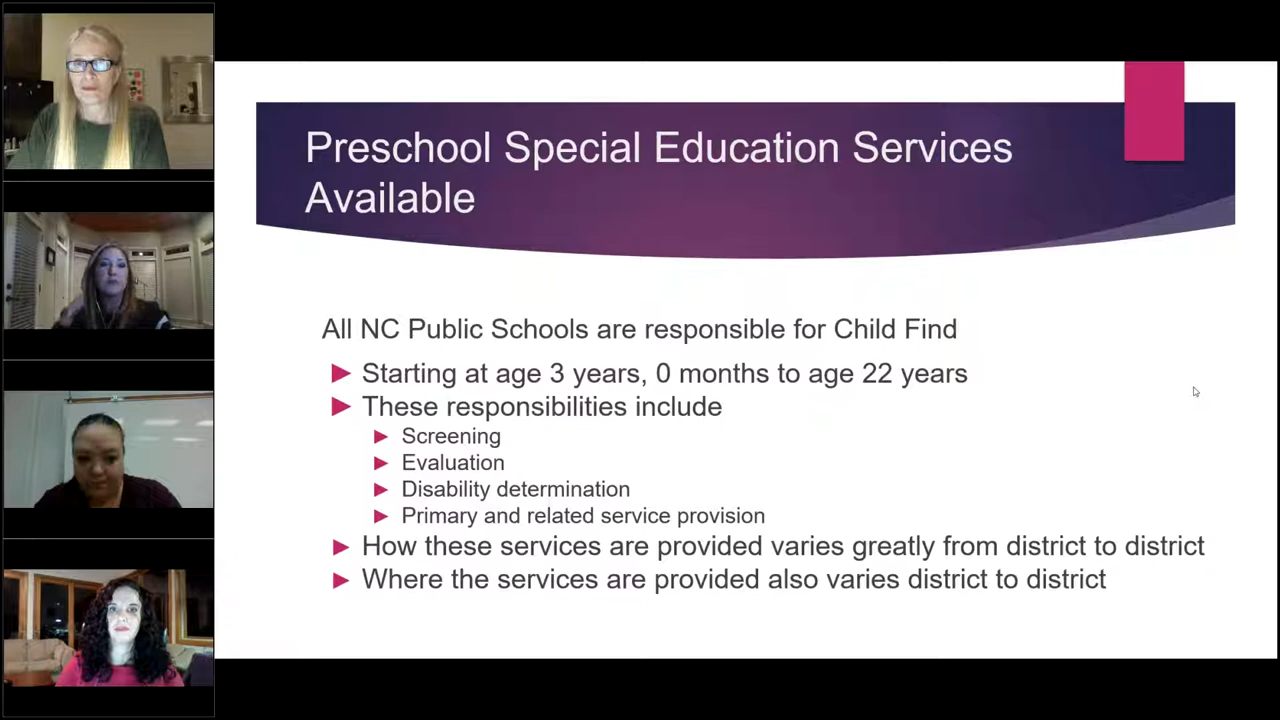 Preschool Special Education Services
Available
All NC Public Schools are responsible for Child Find
Starting at age 3 years, 0 months to age 22 years
These responsibilities include
Screening
Evaluation
Disability determination
Primary and related service provision
How these services are provided varies greatly from district to district
Where the services are provided also varies district to district